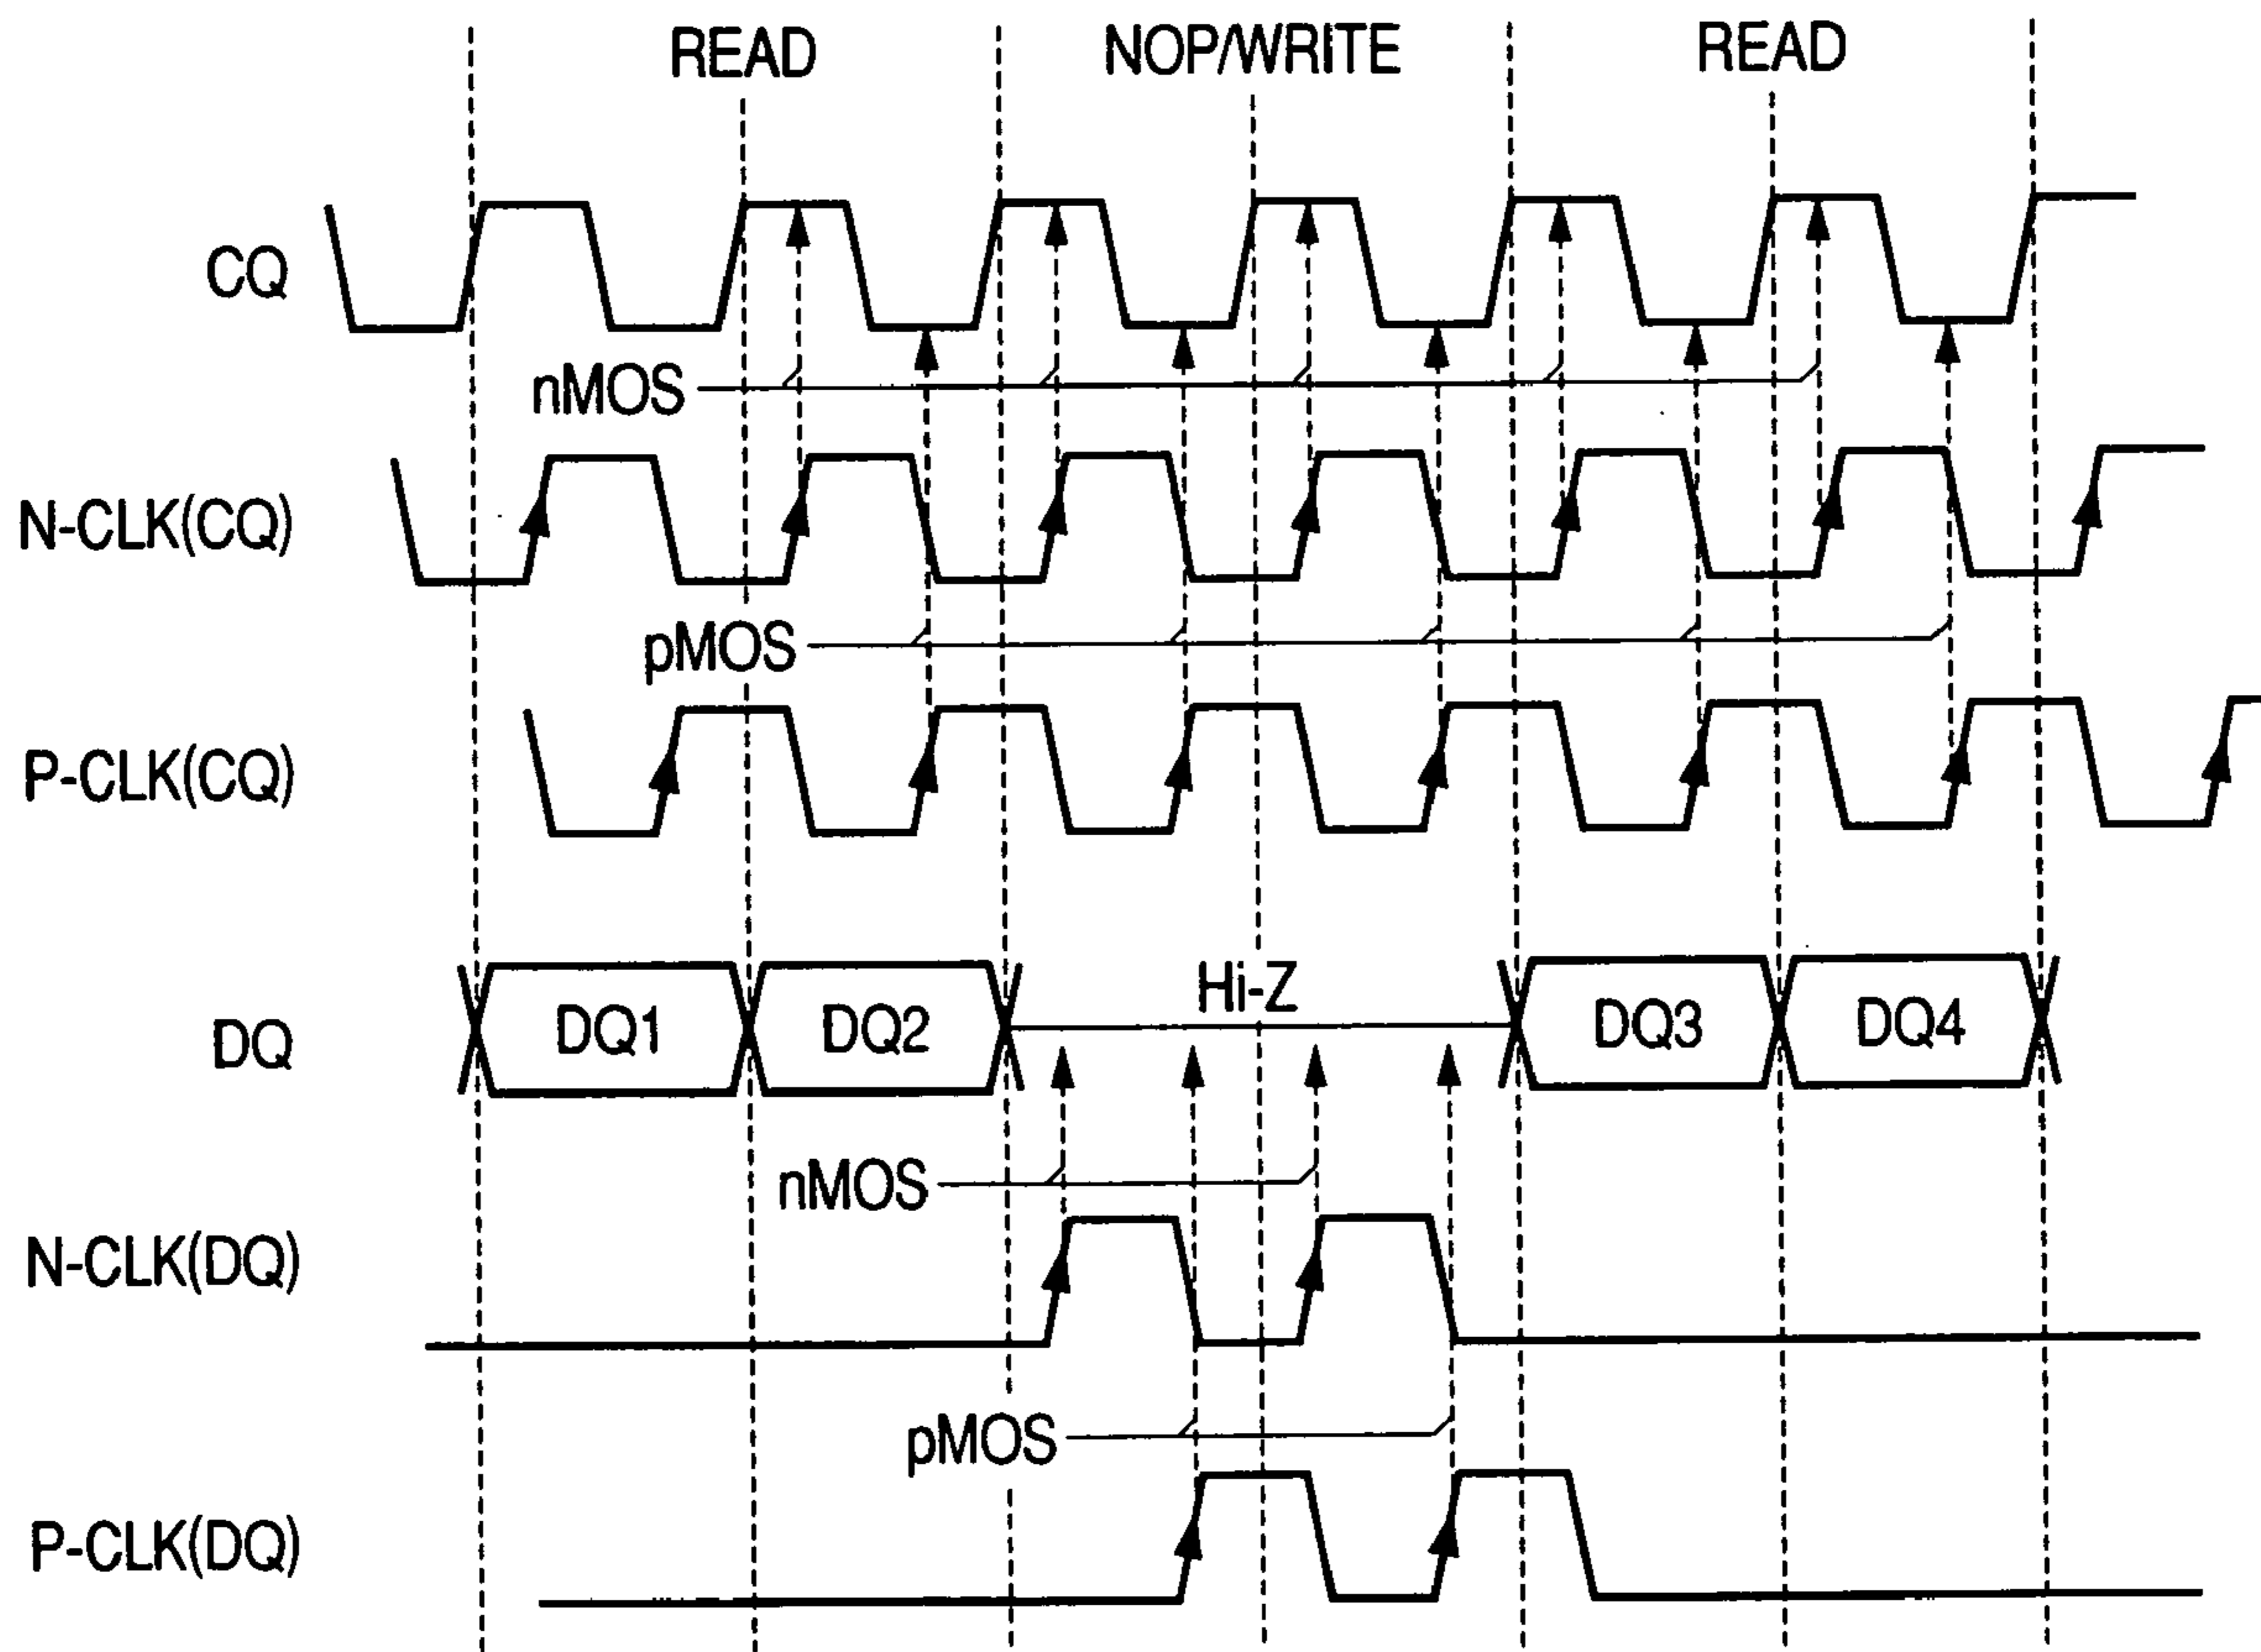 READ NOP/WRITE READ
CQ
nMOS
N-CLK(CQ)
pMOS
P-CLK(CQ)
Hi-Z
DQ DQ1 DQ2 DQ3 DQ4
nMOS
N-CLK(DQ)
pMOS
P-CLK(DQ)